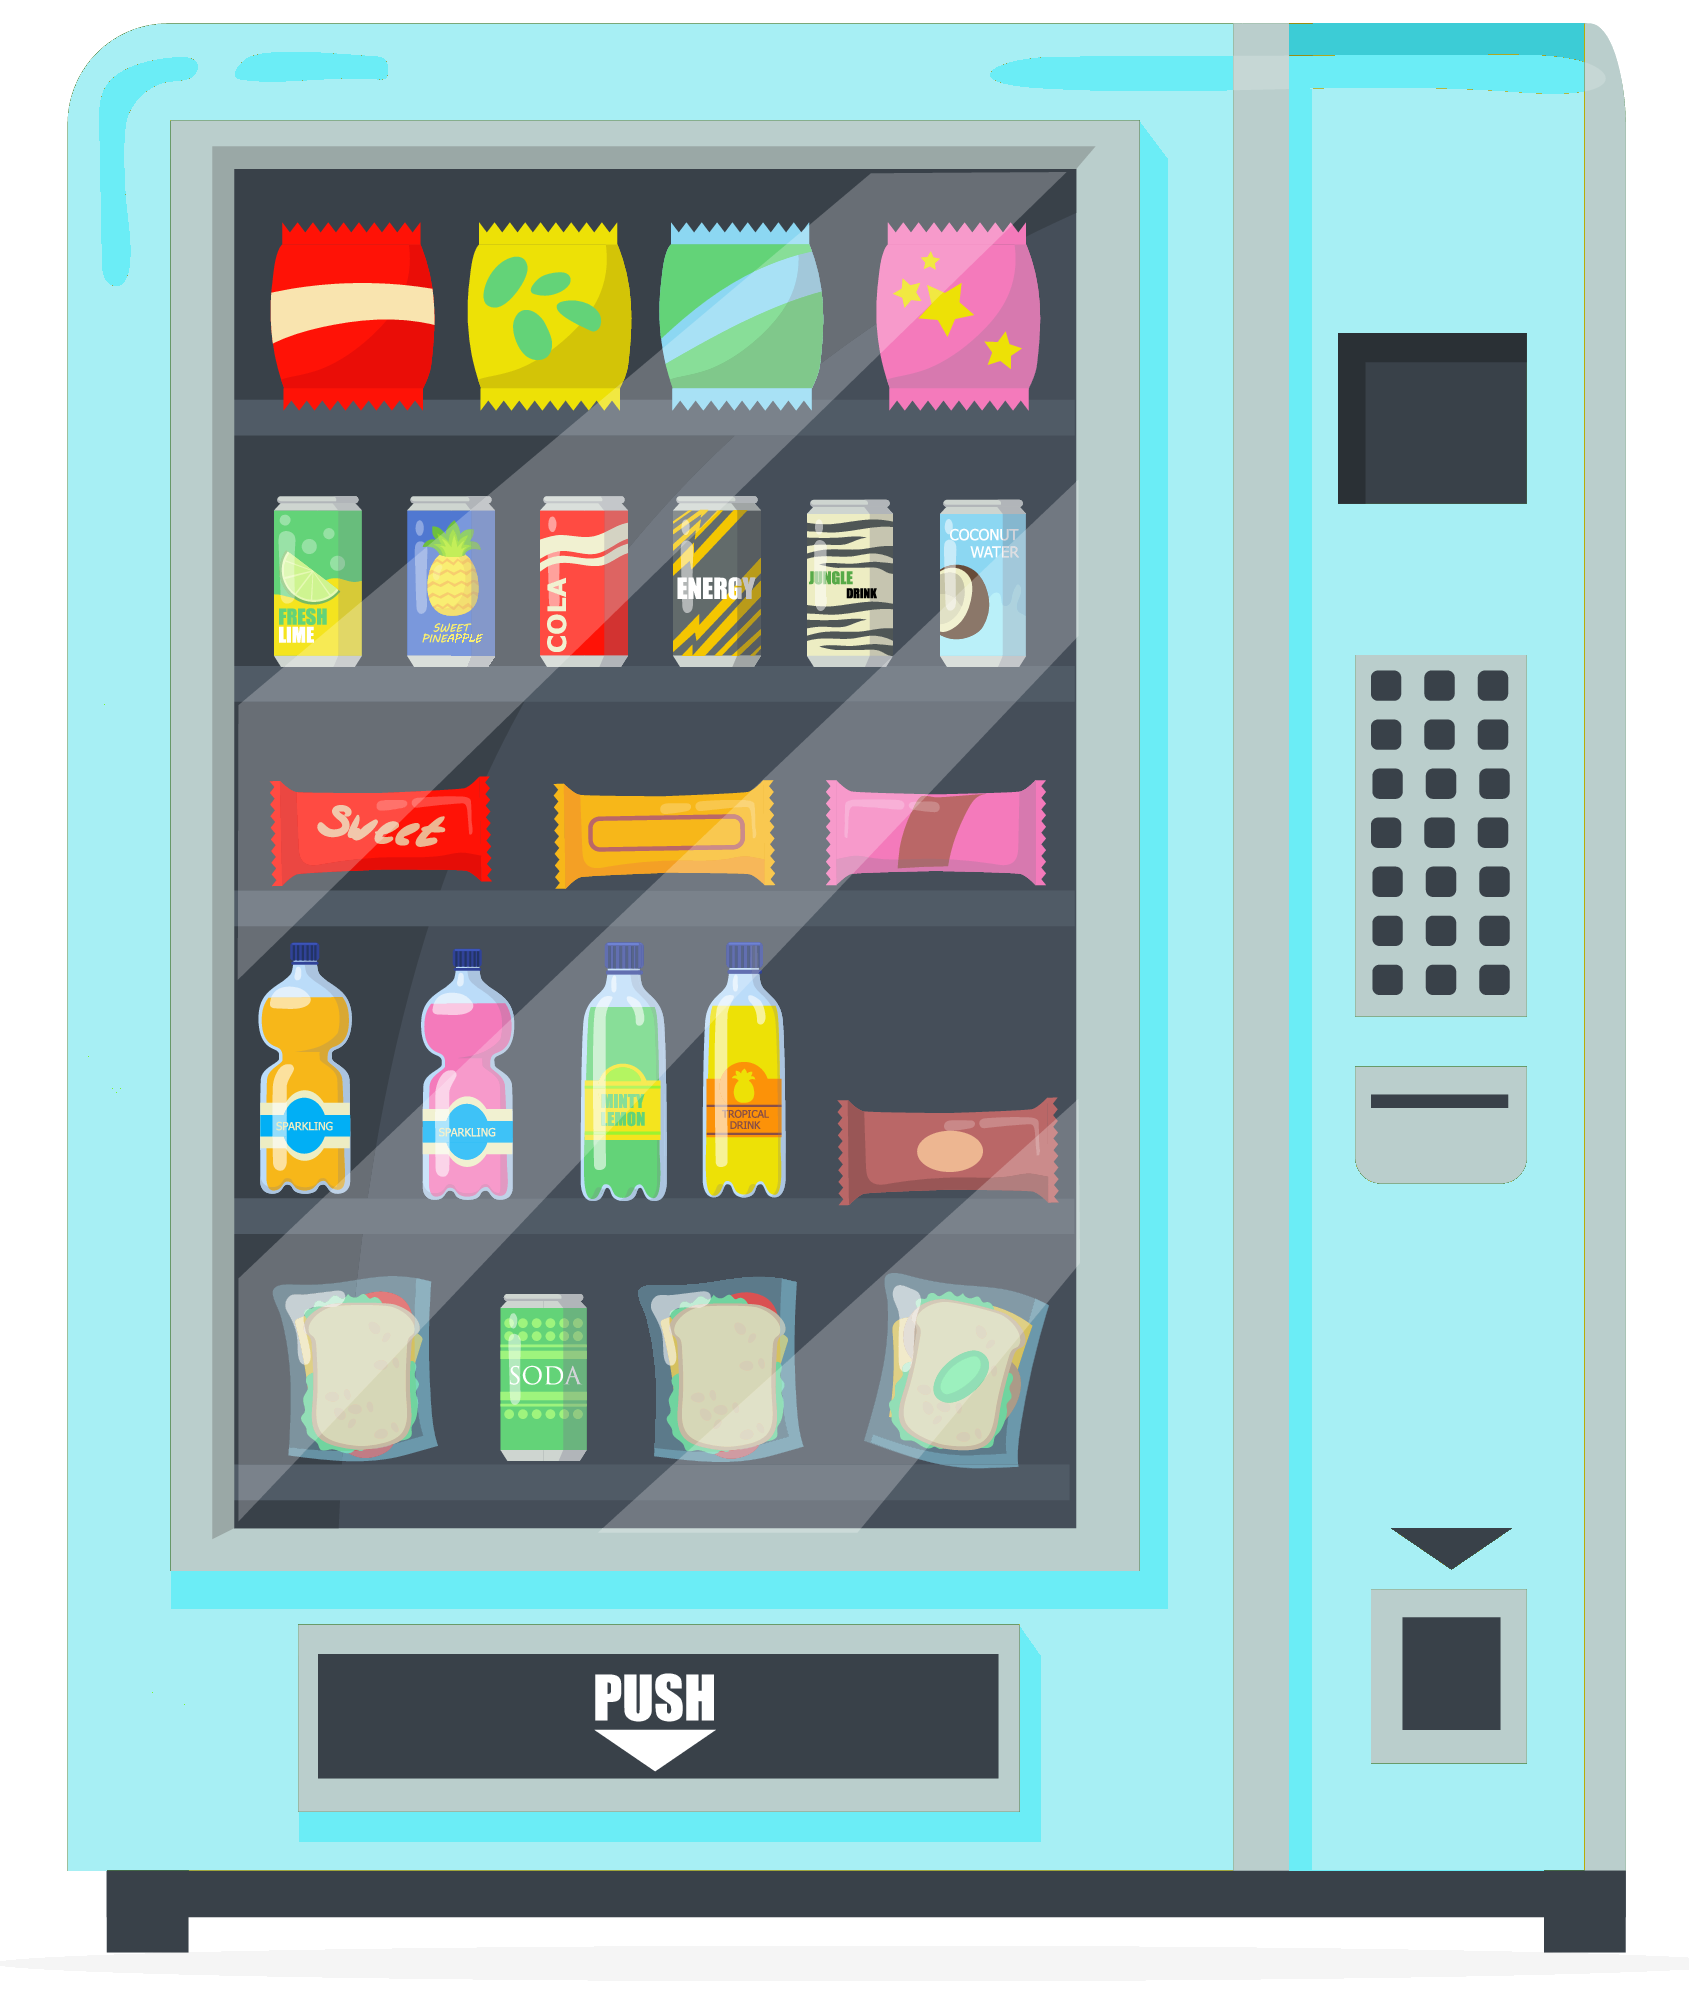 FRESH
LIME
SWEET
PINEAPPLE
COLA
ENERGY
JUNGLE
DRINK
COCONUT
WATER
Sweet
SPARKLING
SPARKLING
MINTY
LEMON
TROPICAL
DRINK
SODA
PUSH